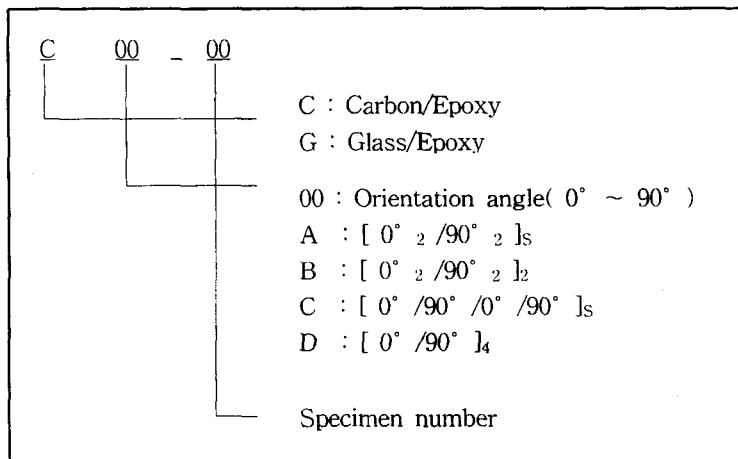 C 00 - 00
C : Carbon/Epoxy
G : Glass/Epoxy
00 : Orientation angle( 0° ~ 90° )
A : [ 0° ₂ /90° ₂ ]s
B : [ 0° ₂ /90° ₂ ]₂
C : [ 0° /90° /0° /90° ]s
D : [ 0° /90° ]₄
Specimen number